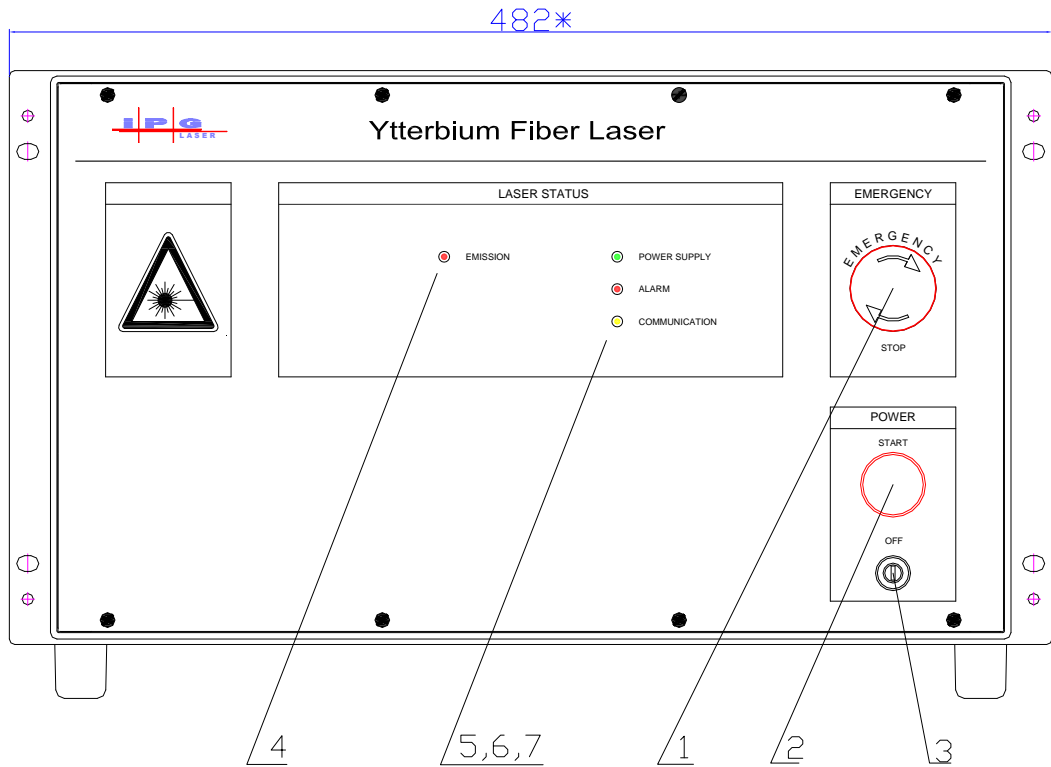 482*
IPG
LASER
Ytterbium Fiber Laser
LASER STATUS
EMISSION
POWER SUPPLY
ALARM
COMMUNICATION
EMERGENCY
EMERGENCY
STOP
POWER
START
OFF
4
5,6,7
1
2
3